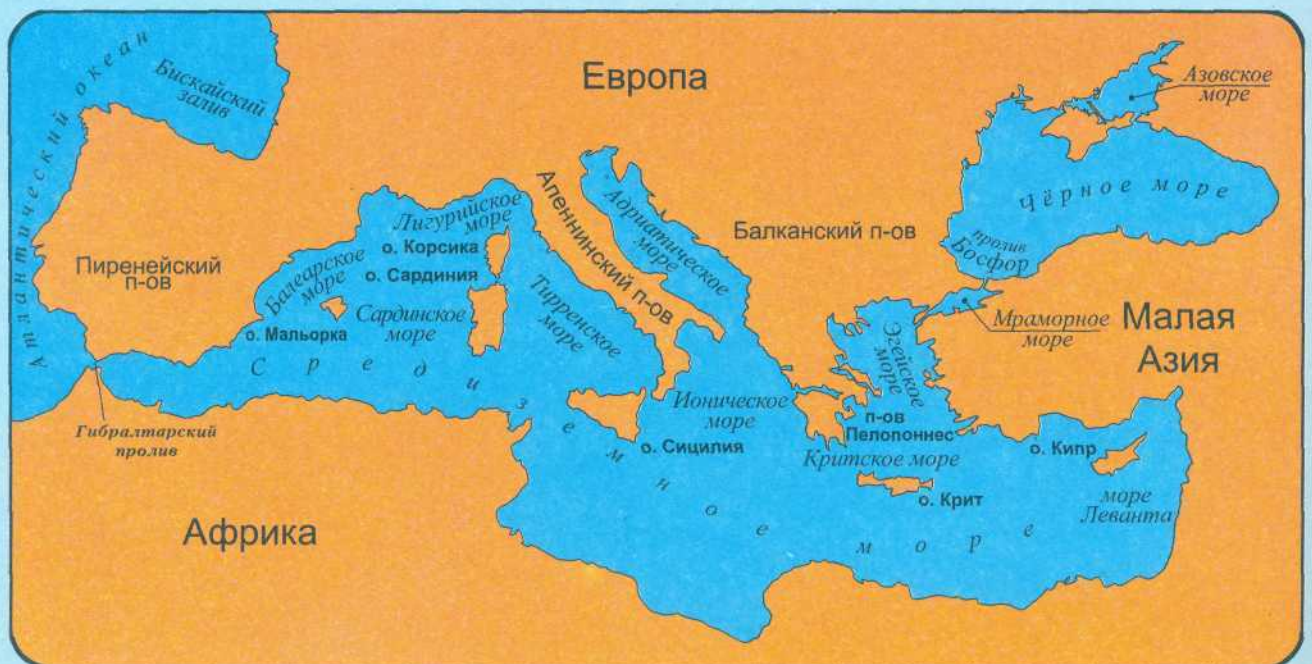 Атлантический океан
Бискайский
залив
Европа
Азовское
море
Чёрное море
Апеннинский п-ов
Адриатическое
море
Лигурийское
море
Балканский п-ов
пролив
Босфор
о. Корсика
Пиренейский
п-ов
Балеарское
море
о. Сардиния
Тирренское
море
Сардинское
море
о. Мальорка
Эгейское
море
Мраморное
море
Малая
Азия
Средиземное море
Гибралтарский
пролив
Ионическое
море
п-ов
Пелопоннес
о. Сицилия
Критское море
о. Кипр
о. Крит
море
Леванта
Африка